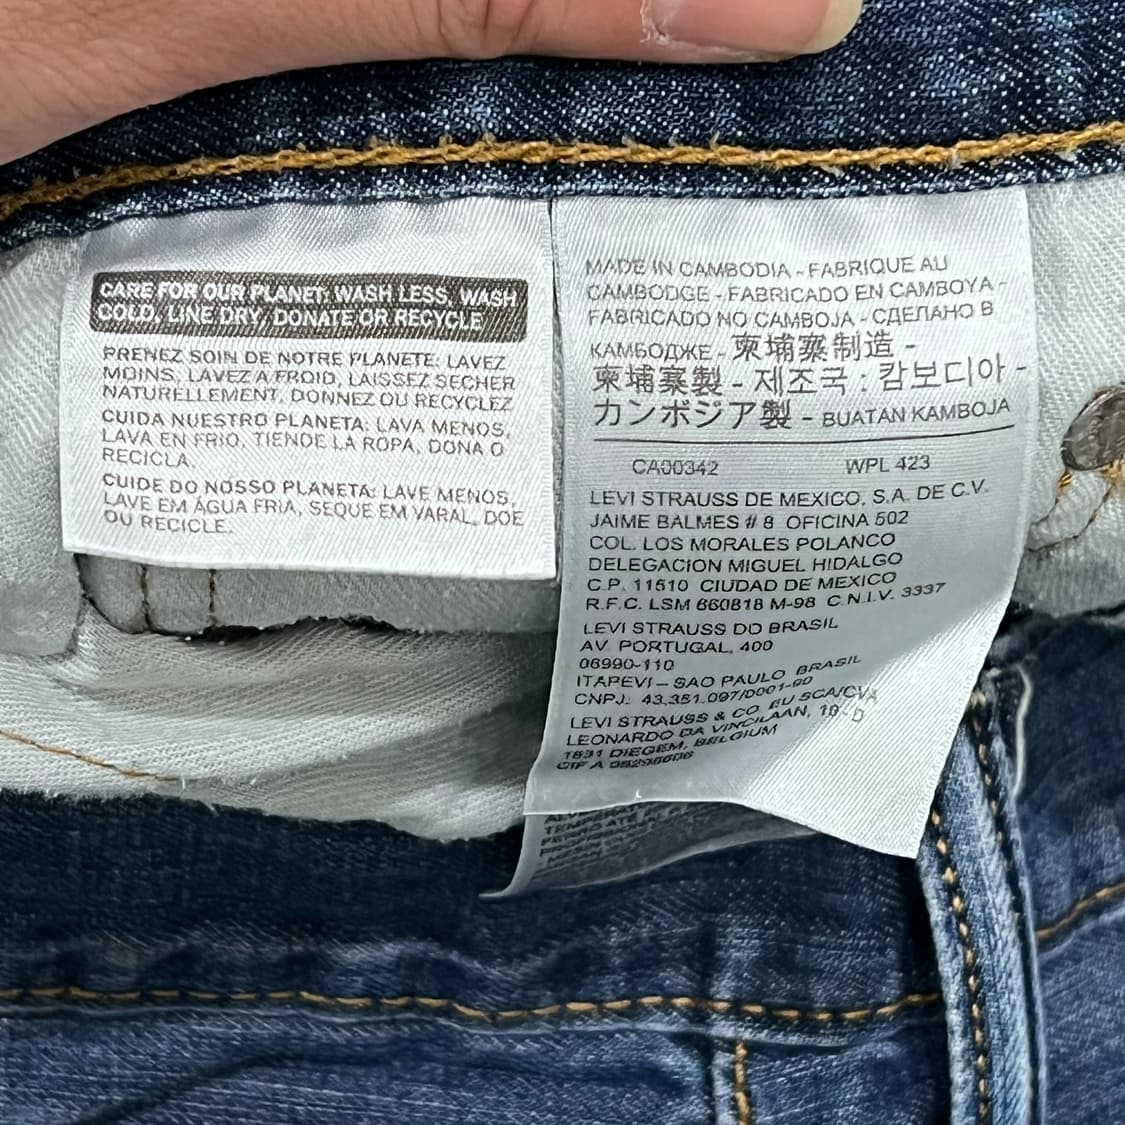 CARE FOR OUR PLANET: WASH LESS, WASH
COLD, LINE DRY, DONATE OR RECYCLE
PRENEZ SOIN DE NOTRE PLANETE: LAVEZ
MOINS, LAVEZ A FROID, LAISSEZ SECHER
NATURELLEMENT, DONNEZ OU RECYCLEZ
CUIDA NUESTRO PLANETA: LAVA MENOS,
LAVA EN FRIO, TIENDE LA ROPA, DONA O
RECICLA.
CUIDE DO NOSSO PLANETA: LAVE MENOS,
LAVE EM ÁGUA FRIA, SEQUE EM VARAL, DOE
OU RECICLE.
MADE IN CAMBODIA - FABRIQUE AU
CAMBODGE - FABRICADO EN CAMBOYA -
FABRICADO NO CAMBOJA - СДЕЛАНО В
КАМБОДЖЕ - 柬埔寨制造 -
柬埔寨製 - 제조국 : 캄보디아 -
カンボジア製 - BUATAN KAMBOJA
CA00342 WPL 423
LEVI STRAUSS DE MEXICO, S.A. DE C.V.
JAIME BALMES # 8 OFICINA 502
COL. LOS MORALES POLANCO
DELEGACION MIGUEL HIDALGO
C.P. 11510 CIUDAD DE MEXICO
R.F.C. LSM 660818 M-98 C.N.I.V. 3337
LEVI STRAUSS DO BRASIL
AV. PORTUGAL, 400
06990-110
ITAPEVI – SAO PAULO BRASIL
CNPJ: 43.351.097/0001-90
LEVI STRAUSS & CO. EU SCA/CVA
LEONARDO DA VINCILAAN, 19 - D
1831 DIEGEM, BELGIUM
CIF A